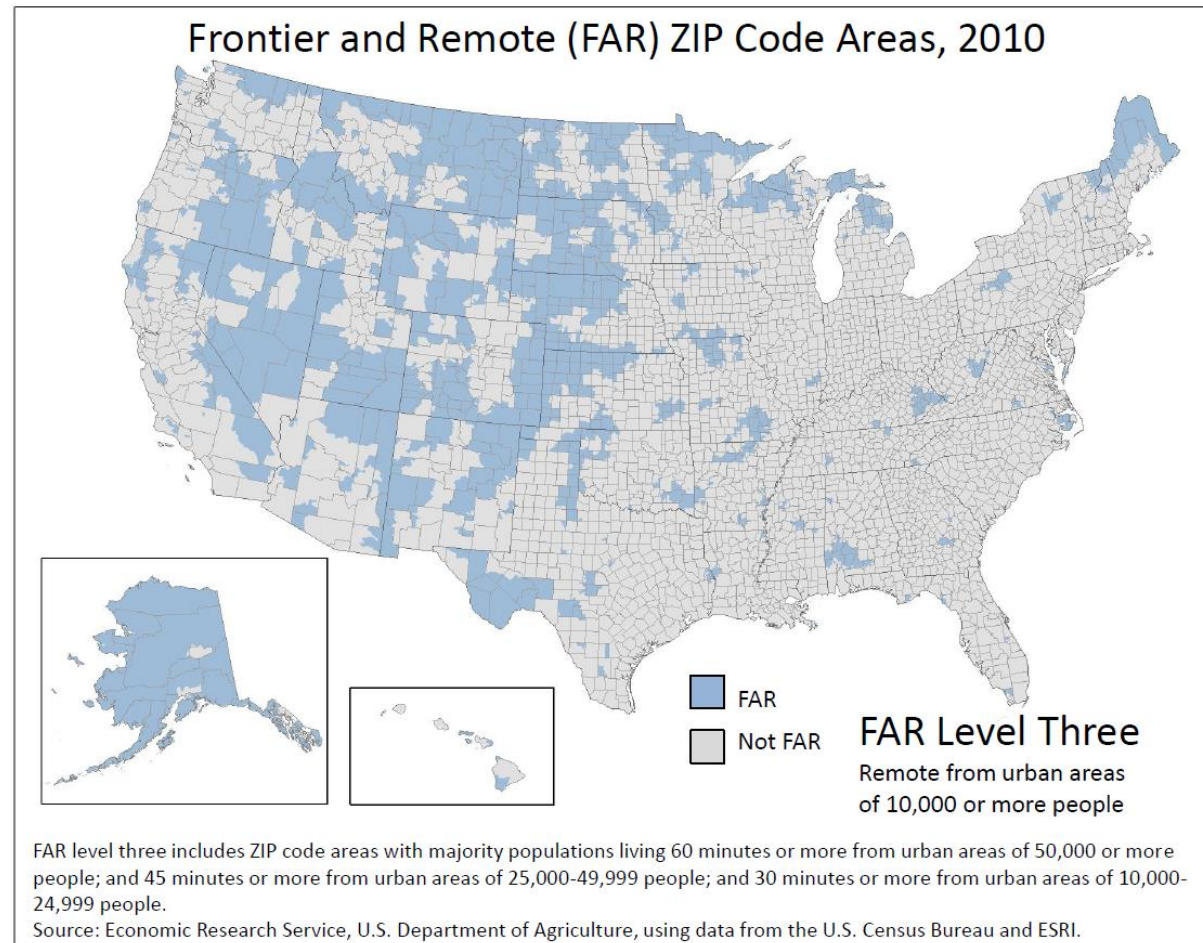 Frontier and Remote (FAR) ZIP Code Areas, 2010
FAR
Not FAR
FAR Level Three
Remote from urban areas
of 10,000 or more people
FAR level three includes ZIP code areas with majority populations living 60 minutes or more from urban areas of 50,000 or more
people; and 45 minutes or more from urban areas of 25,000-49,999 people; and 30 minutes or more from urban areas of 10,000-
24,999 people.
Source: Economic Research Service, U.S. Department of Agriculture, using data from the U.S. Census Bureau and ESRI.